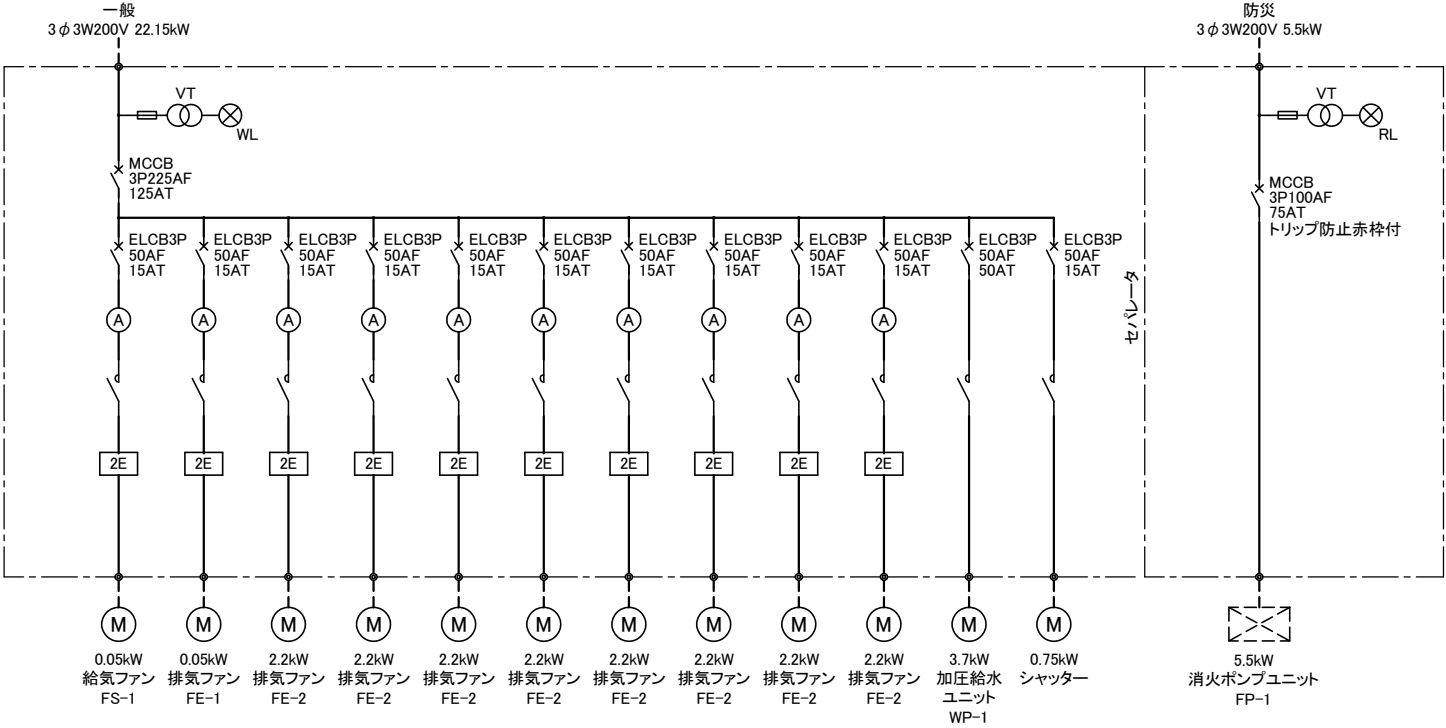 一般
3φ3W200V 22.15kW
防災
3φ3W200V 5.5kW
VT
WL
MCCB
3P225AF
125AT
VT
RL
MCCB
3P100AF
75AT
トリップ防止赤枠付
ELCB3P
50AF
15AT
ELCB3P
50AF
15AT
ELCB3P
50AF
15AT
ELCB3P
50AF
15AT
ELCB3P
50AF
15AT
ELCB3P
50AF
15AT
ELCB3P
50AF
15AT
ELCB3P
50AF
15AT
ELCB3P
50AF
15AT
ELCB3P
50AF
15AT
ELCB3P
50AF
50AT
ELCB3P
50AF
15AT
セパレータ
A
A
A
A
A
A
A
A
A
A
2E
2E
2E
2E
2E
2E
2E
2E
2E
2E
M
M
M
M
M
M
M
M
M
M
M
M
0.05kW
給気ファン
FS-1
0.05kW
排気ファン
FE-1
2.2kW
排気ファン
FE-2
2.2kW
排気ファン
FE-2
2.2kW
排気ファン
FE-2
2.2kW
排気ファン
FE-2
2.2kW
排気ファン
FE-2
2.2kW
排気ファン
FE-2
2.2kW
排気ファン
FE-2
2.2kW
排気ファン
FE-2
3.7kW
加圧給水
ユニット
WP-1
0.75kW
シャッター
5.5kW
消火ポンプユニット
FP-1